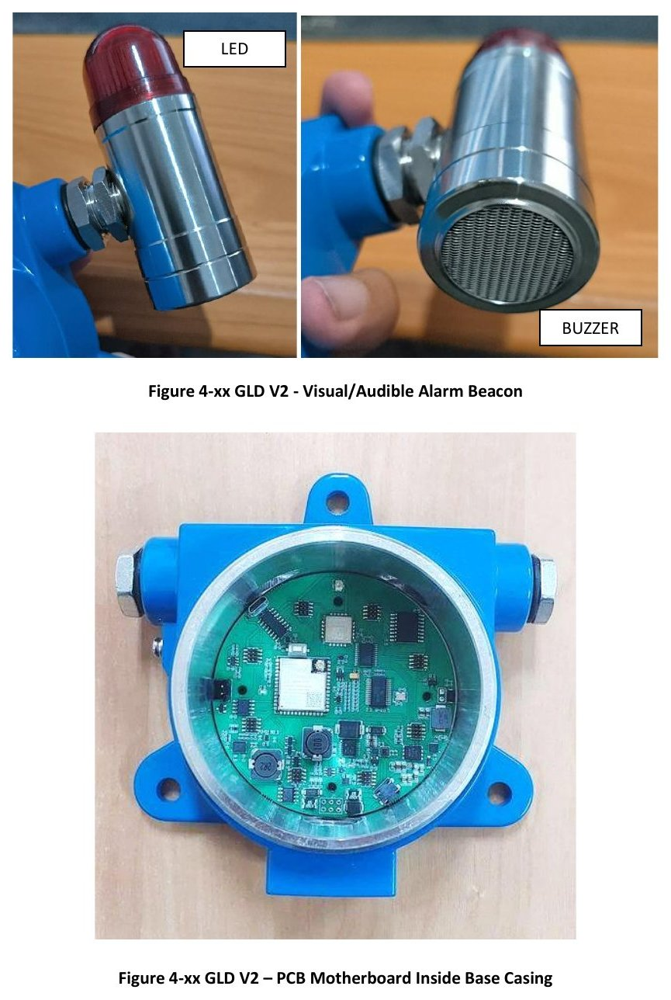 LED
BUZZER
Figure 4-xx GLD V2 - Visual/Audible Alarm Beacon
Figure 4-xx GLD V2 – PCB Motherboard Inside Base Casing